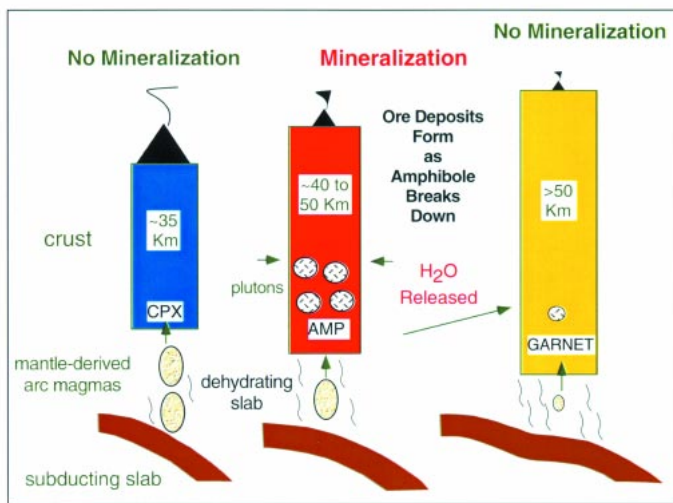 No Mineralization
Mineralization
No Mineralization
Ore Deposits
Form
as
Amphibole
Breaks
Down
~35
Km
~40 to
50 Km
>50
Km
crust
plutons
H₂O
Released
CPX
AMP
GARNET
mantle-derived
arc magmas
dehydrating
slab
subducting slab